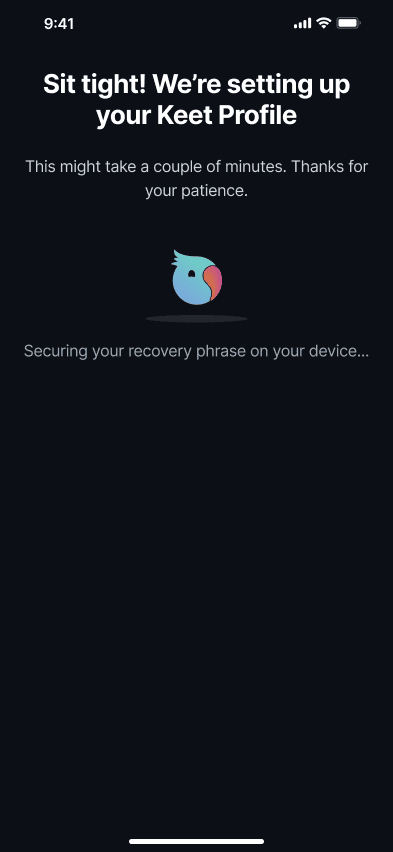 9:41
Sit tight! We’re setting up
your Keet Profile
This might take a couple of minutes. Thanks for
your patience.
Securing your recovery phrase on your device...